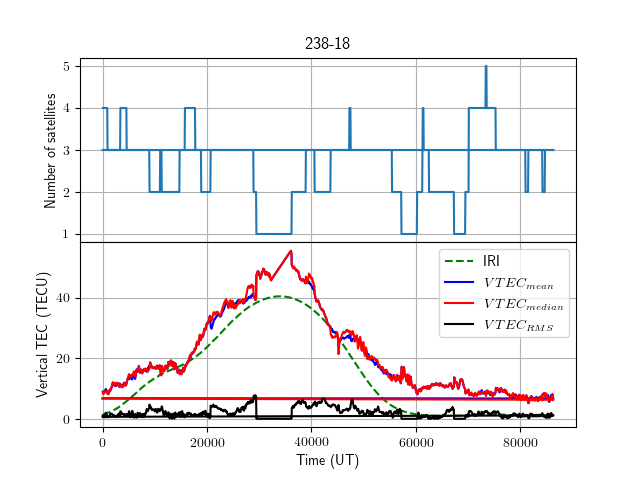 238-18
Number of satellites
5
4
3
2
1
Vertical TEC (TECU)
40
20
0
IRI
VTEC_mean
VTEC_median
VTEC_RMS
0 20000 40000 60000 80000
Time (UT)